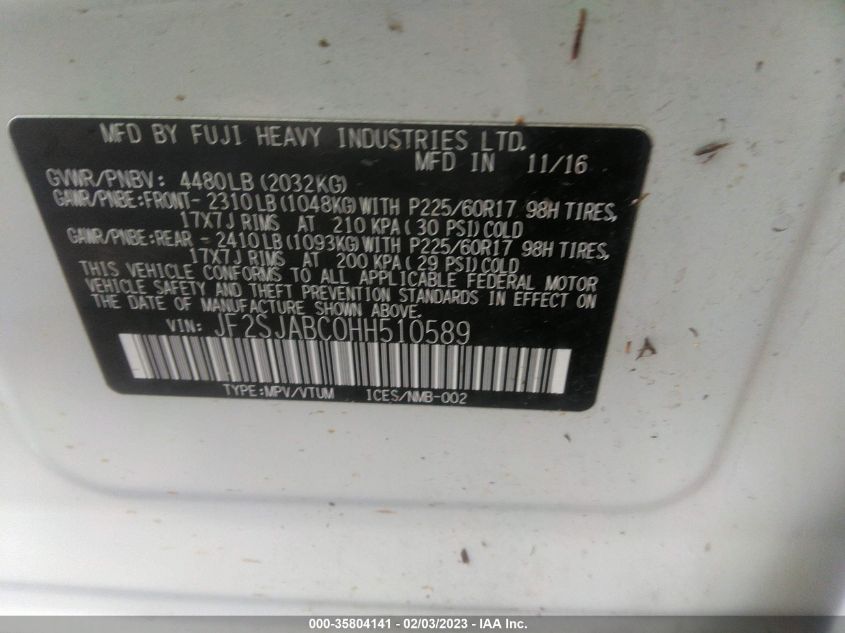 MFD BY FUJI HEAVY INDUSTRIES LTD.
MFD IN 11/16
GVWR/PNBV: 4480LB(2032KG)
GAWR/PNBE:FRONT- 2310LB(1048KG)WITH P225/60R17 98H TIRES,
17X7J RIMS AT 210 KPA( 30 PSI)COLD
GAWR/PNBE:REAR - 2410LB(1093KG)WITH P225/60R17 98H TIRES,
17X7J RIMS AT 200 KPA( 29 PSI)COLD
THIS VEHICLE CONFORMS TO ALL APPLICABLE FEDERAL MOTOR
VEHICLE SAFETY AND THEFT PREVENTION STANDARDS IN EFFECT ON
THE DATE OF MANUFACTURE SHOWN ABOVE.
VIN: JF2SJABC0HH510589
TYPE:MPV/VTUM ICES/NMB-002
000-35804141 - 02/03/2023 - IAA Inc.